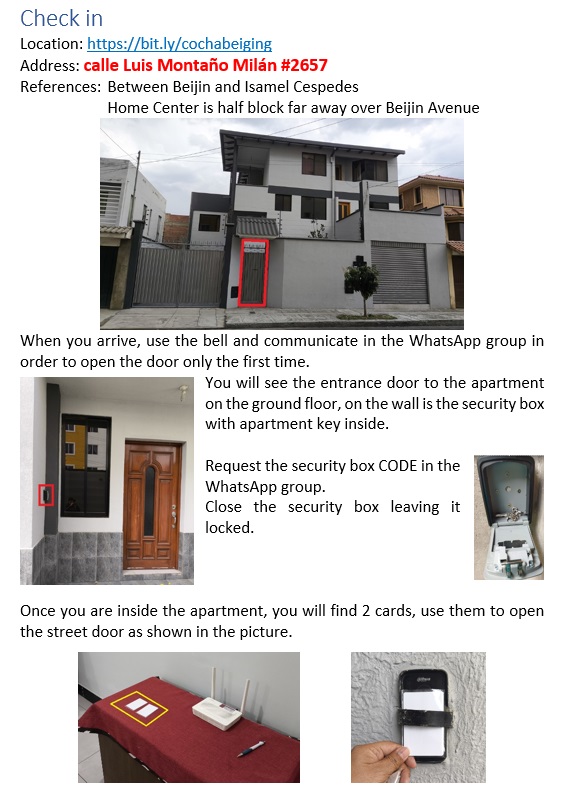 Check in
Location: https://bit.ly/cochabeiging
Address: calle Luis Montaño Milán #2657
References: Between Beijin and Isamel Cespedes
Home Center is half block far away over Beijin Avenue
When you arrive, use the bell and communicate in the WhatsApp group in
order to open the door only the first time.
You will see the entrance door to the apartment
on the ground floor, on the wall is the security box
with apartment key inside.
Request the security box CODE in the
WhatsApp group.
Close the security box leaving it
locked.
Once you are inside the apartment, you will find 2 cards, use them to open
the street door as shown in the picture.